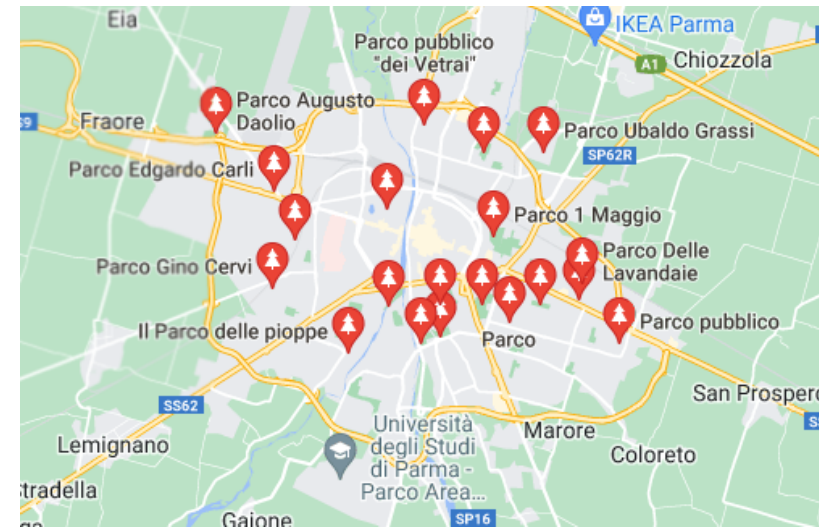 Eia
IKEA Parma
Parco pubblico
"dei Vetrai"
A1
Chiozzola
Parco Augusto
Daolio
Fraore
Parco Ubaldo Grassi
SP62R
Parco Edgardo Carli
Parco 1 Maggio
Parco Gino Cervi
Parco Delle
Lavandaie
Il Parco delle pioppe
Parco pubblico
Parco
San Prospero
SS62
Università
degli Studi
di Parma -
Parco Area...
Marore
Lemignano
Coloreto
tradella
Gaione
SP16